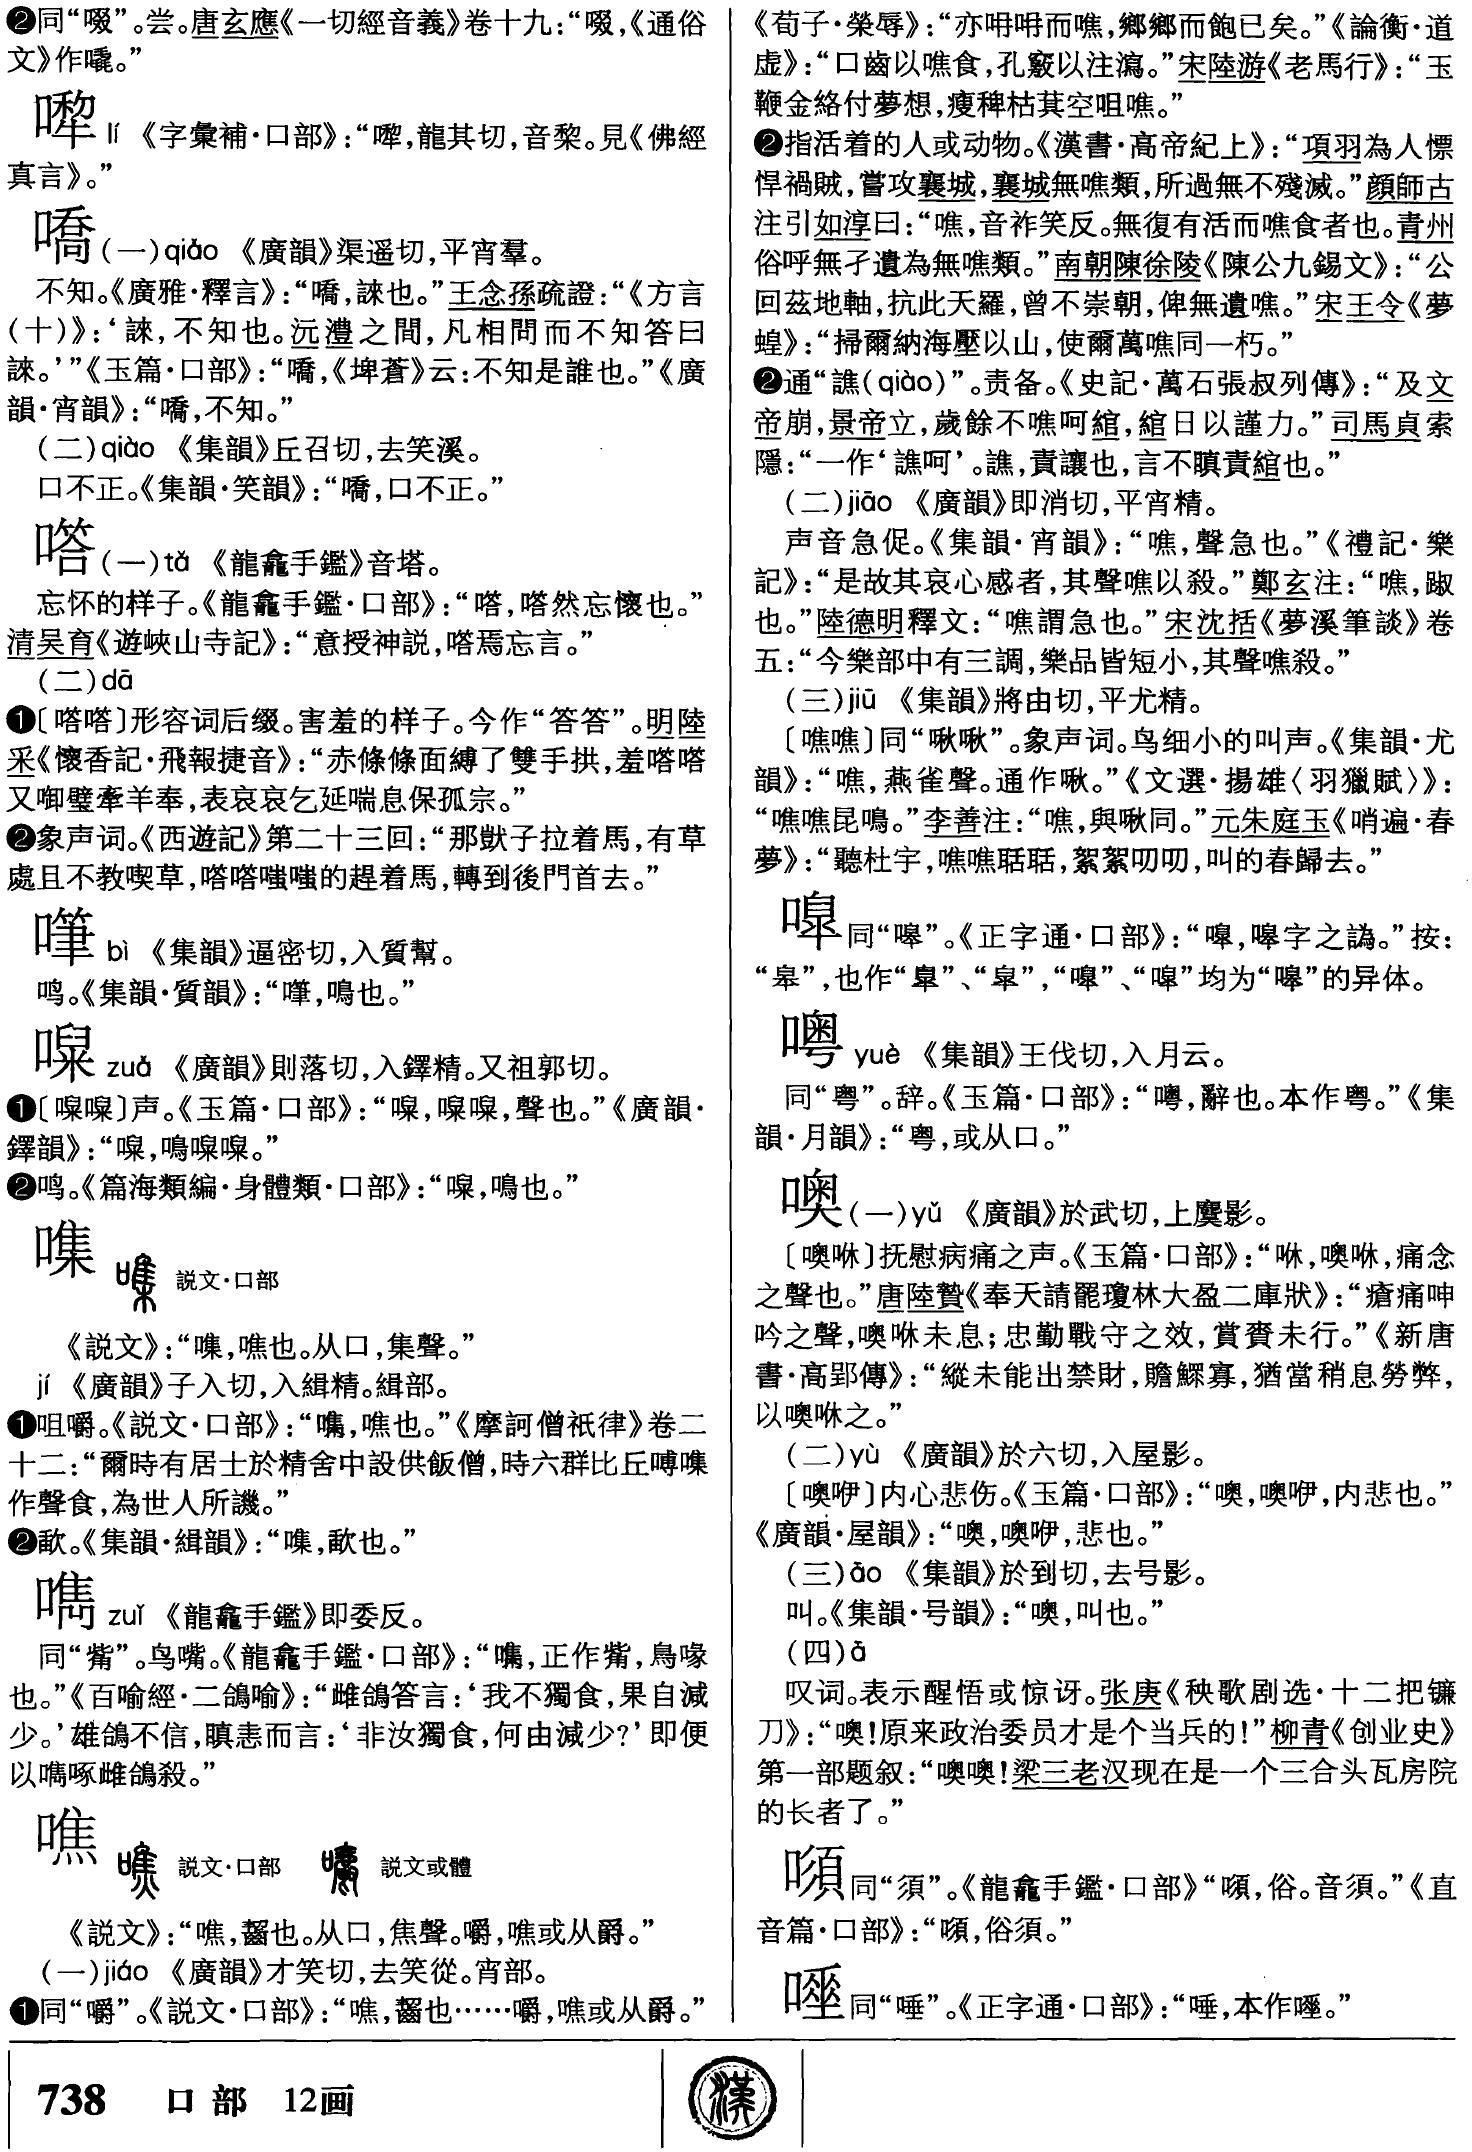 ❷同“啜”。尝。唐玄應《一切經音義》卷十九：“啜，《通俗
文》作嚽。”
㗚 lí 《字彙補·口部》：“㗚，龍其切，音黎。見《佛經
真言》。”
嘺(一)qiáo 《廣韻》渠遥切，平宵羣。
不知。《廣雅·釋言》：“嘺，誺也。”王念孫疏證：“《方言
(十)》：‘誺，不知也。沅澧之間，凡相問而不知答曰
誺。’”《玉篇·口部》：“嘺，《埤蒼》云：不知是誰也。”《廣
韻·宵韻》：“嘺，不知。”
(二)qiào 《集韻》丘召切，去笑溪。
口不正。《集韻·笑韻》：“嘺，口不正。”
嗒(一)tǎ 《龍龕手鑑》音塔。
忘怀的样子。《龍龕手鑑·口部》：“嗒，嗒然忘懷也。”
清吴育《遊峽山寺記》：“意授神説，嗒焉忘言。”
(二)dā
❶〔嗒嗒〕形容词后缀。害羞的样子。今作“答答”。明陸
采《懷香記·飛報捷音》：“赤條條面縛了雙手拱，羞嗒嗒
又啣璧牽羊奉，表哀哀乞延喘息保孤宗。”
❷象声词。《西遊記》第二十三回：“那獃子拉着馬，有草
處且不教喫草，嗒嗒嗤嗤的趕着馬，轉到後門首去。”
嗶 bì 《集韻》逼密切，入質幫。
鸣。《集韻·質韻》：“嗶，鳴也。”
㗱 zuǒ 《廣韻》則落切，入鐸精。又祖郭切。
❶〔㗱㗱〕声。《玉篇·口部》：“㗱，㗱㗱，聲也。”《廣韻·
鐸韻》：“㗱，鳴㗱㗱。”
❷鸣。《篇海類編·身體類·口部》：“㗱，鳴也。”
噍 説文·口部
《説文》：“㗱，噍也。从口，集聲。”
jí 《廣韻》子入切，入緝精。緝部。
❶咀嚼。《説文·口部》：“㗱，噍也。”《摩訶僧祇律》卷二
十二：“爾時有居士於精舍中設供飯僧，時六群比丘嗶㗱
作聲食，為世人所譏。”
❷歃。《集韻·緝韻》：“㗱，歃也。”
噊 zuǐ 《龍龕手鑑》即委反。
同“觜”。鸟嘴。《龍龕手鑑·口部》：“嚺，正作觜，鳥喙
也。”《百喻經·二鴿喻》：“雌鴿答言：‘我不獨食，果自減
少。’雄鴿不信，瞋恚而言：‘非汝獨食，何由減少？’即便
以嚺啄雌鴿殺。”
噍 説文·口部 説文或體
《説文》：“噍，齧也。从口，焦聲。嚼，噍或从爵。”
(一)jiáo 《廣韻》才笑切，去笑從。宵部。
❶同“嚼”。《説文·口部》：“噍，齧也……嚼，噍或从爵。”
《荀子·榮辱》：“亦呥呥而噍，鄉鄉而飽已矣。”《論衡·道
虚》：“口齒以噍食，孔竅以注瀉。”宋陸游《老馬行》：“玉
鞭金絡付夢想，瘦稗枯萁空咀噍。”
❷指活着的人或动物。《漢書·高帝紀上》：“項羽為人慓
悍禍賊，嘗攻襄城，襄城無噍類，所過無不殘滅。”顔師古
注引如淳曰：“噍，音祚笑反。無復有活而噍食者也。青州
俗呼無孑遺為無噍類。”南朝陳徐陵《陳公九錫文》：“公
回茲地軸，抗此天羅，曾不崇朝，俾無遺噍。”宋王令《夢
蝗》：“掃爾納海壓以山，使爾萬噍同一朽。”
❷通“譙(qiào)”。责备。《史記·萬石張叔列傳》：“及文
帝崩，景帝立，歲餘不噍呵綰，綰日以謹力。”司馬貞索
隱：“一作‘譙呵’。譙，責讓也，言不瞋責綰也。”
(二)jiāo 《廣韻》即消切，平宵精。
声音急促。《集韻·宵韻》：“噍，聲急也。”《禮記·樂
記》：“是故其哀心感者，其聲噍以殺。”鄭玄注：“噍，踧
也。”陸德明釋文：“噍謂急也。”宋沈括《夢溪筆談》卷
五：“今樂部中有三調，樂品皆短小，其聲噍殺。”
(三)jiū 《集韻》將由切，平尤精。
〔噍噍〕同“啾啾”。象声词。鸟细小的叫声。《集韻·尤
韻》：“噍，燕雀聲。通作啾。”《文選·揚雄〈羽獵賦〉》：
“噍噍昆鳴。”李善注：“噍，與啾同。”元朱庭玉《哨遍·春
夢》：“聽杜宇，噍噍聒聒，絮絮叨叨，叫的春歸去。”
同“嘷”。《正字通·口部》：“嘷字之譌。”按：
“皋”，也作“臯”、“皐”，均为“嘷”的异体。
噊 yuè 《集韻》王伐切，入月云。
同“粤”。辞。《玉篇·口部》：“辭也。本作粤。”《集
韻·月韻》：“粤，或从口。”
噢(一)yǔ 《廣韻》於武切，上麌影。
〔噢咻〕抚慰病痛之声。《玉篇·口部》：“咻，噢咻，痛念
之聲也。”唐陸贄《奉天請罷瓊林大盈二庫狀》：“瘡痛呻
吟之聲，噢咻未息；忠勤戰守之效，賞賚未行。”《新唐
書·高郢傳》：“縱未能出禁財，贍鰥寡，猶當稍息勞弊，
以噢咻之。”
(二)yù 《廣韻》於六切，入屋影。
〔噢咿〕内心悲伤。《玉篇·口部》：“噢，噢咿，内悲也。”
《廣韻·屋韻》：“噢，噢咿，悲也。”
(三)ào 《集韻》於到切，去号影。
叫。《集韻·号韻》：“噢，叫也。”
(四)ǒ
叹词。表示醒悟或惊讶。张庚《秧歌剧选·十二把镰
刀》：“噢！原来政治委员才是个当兵的！”柳青《创业史》
第一部题叙：“噢噢！梁三老汉现在是一个三合头瓦房院
的长者了。”
同“須”。《龍龕手鑑·口部》“俗。音須。”《直
音篇·口部》：“俗須。”
同“唾”。《正字通·口部》：“唾，本作㗴。”
738 口部 12画
漢